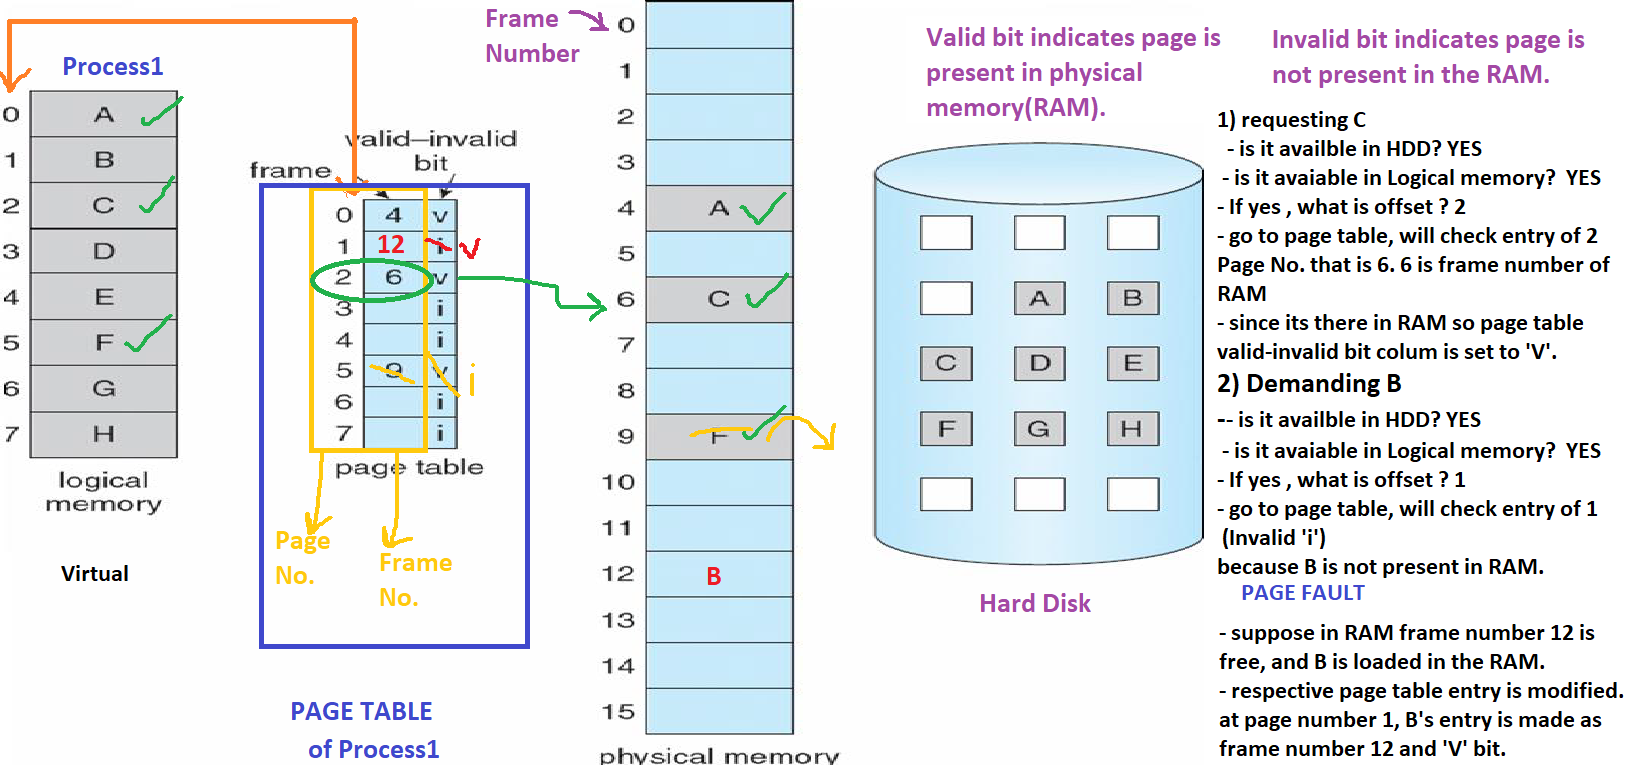 Process1
0 A
1 B
2 C
3 D
4 E
5 F
6 G
7 H
logical
memory
Virtual
valid–invalid
bit
frame
0 4 v
1 12 i v
2 6 v
3 i
4 i
5 9 v i
6 i
7 i
page table
Page
No.
Frame
No.
PAGE TABLE
of Process1
Frame
Number
0
1
2
3
4 A
5
6 C
7
8
9 F
10
11
12 B
13
14
15
physical memory
Valid bit indicates page is
present in physical
memory(RAM).
A B
C D E
F G H
Hard Disk
Invalid bit indicates page is
not present in the RAM.
1) requesting C
- is it availble in HDD? YES
- is it avaiable in Logical memory?  YES
- If yes , what is offset ? 2
- go to page table, will check entry of 2
Page No. that is 6. 6 is frame number of
RAM
- since its there in RAM so page table
valid-invalid bit colum is set to 'V'.
2) Demanding B
-- is it availble in HDD? YES
- is it avaiable in Logical memory?  YES
- If yes , what is offset ? 1
- go to page table, will check entry of 1
(Invalid 'i')
because B is not present in RAM.
PAGE FAULT
- suppose in RAM frame number 12 is
free, and B is loaded in the RAM.
- respective page table entry is modified.
at page number 1, B's entry is made as
frame number 12 and 'V' bit.